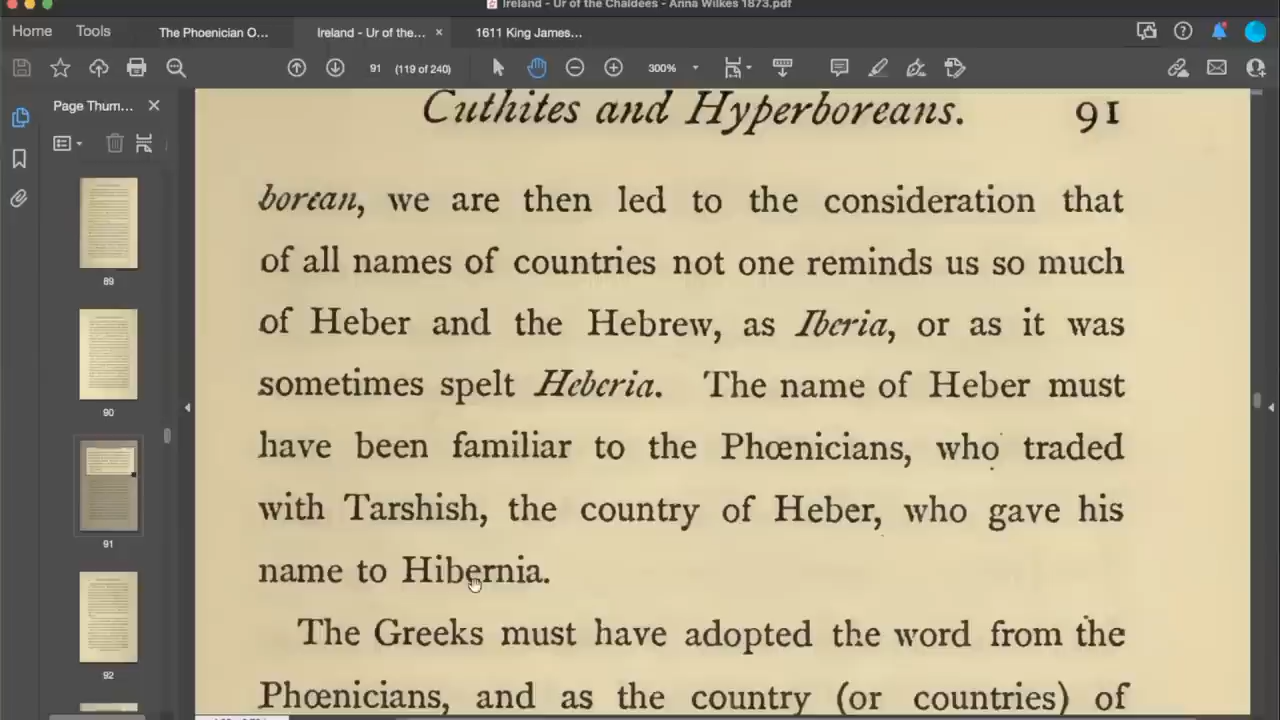 Ireland - Ur of the Chaldees - Anna Wilkes 1873.pdf
Home Tools The Phoenician O... Ireland - Ur of the... × 1611 King James...
91 (119 of 240) 300%
Page Thum... ×
89
90
91
92
Cuthites and Hyperboreans. 91
borean, we are then led to the consideration that
of all names of countries not one reminds us so much
of Heber and the Hebrew, as Iberia, or as it was
sometimes spelt Heberia. The name of Heber must
have been familiar to the Phœnicians, who traded
with Tarshish, the country of Heber, who gave his
name to Hibernia.
The Greeks must have adopted the word from the
Phœnicians, and as the country (or countries) of